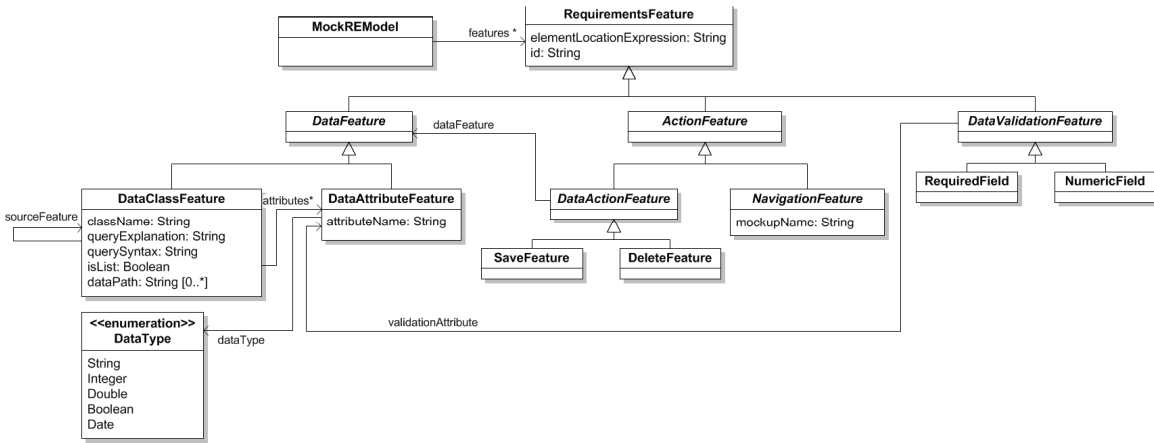 MockREModel
features *
RequirementsFeature
elementLocationExpression: String
id: String
DataFeature
dataFeature
ActionFeature
DataValidationFeature
sourceFeature
DataClassFeature
className: String
queryExplanation: String
querySyntax: String
isList: Boolean
dataPath: String [0..*]
attributes*
DataAttributeFeature
attributeName: String
DataActionFeature
NavigationFeature
mockupName: String
RequiredField
NumericField
SaveFeature
DeleteFeature
<<enumeration>>
DataType
String
Integer
Double
Boolean
Date
dataType
validationAttribute